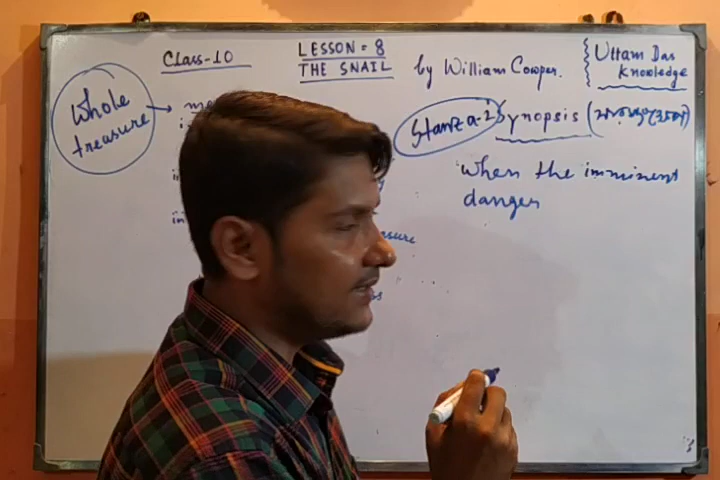 Class-10
LESSON = 8
THE SNAIL
by William Cowper.
Uttam Das
Knowledge
Whole
treasure
Stanza-2
Synopsis
When the imminent
danger